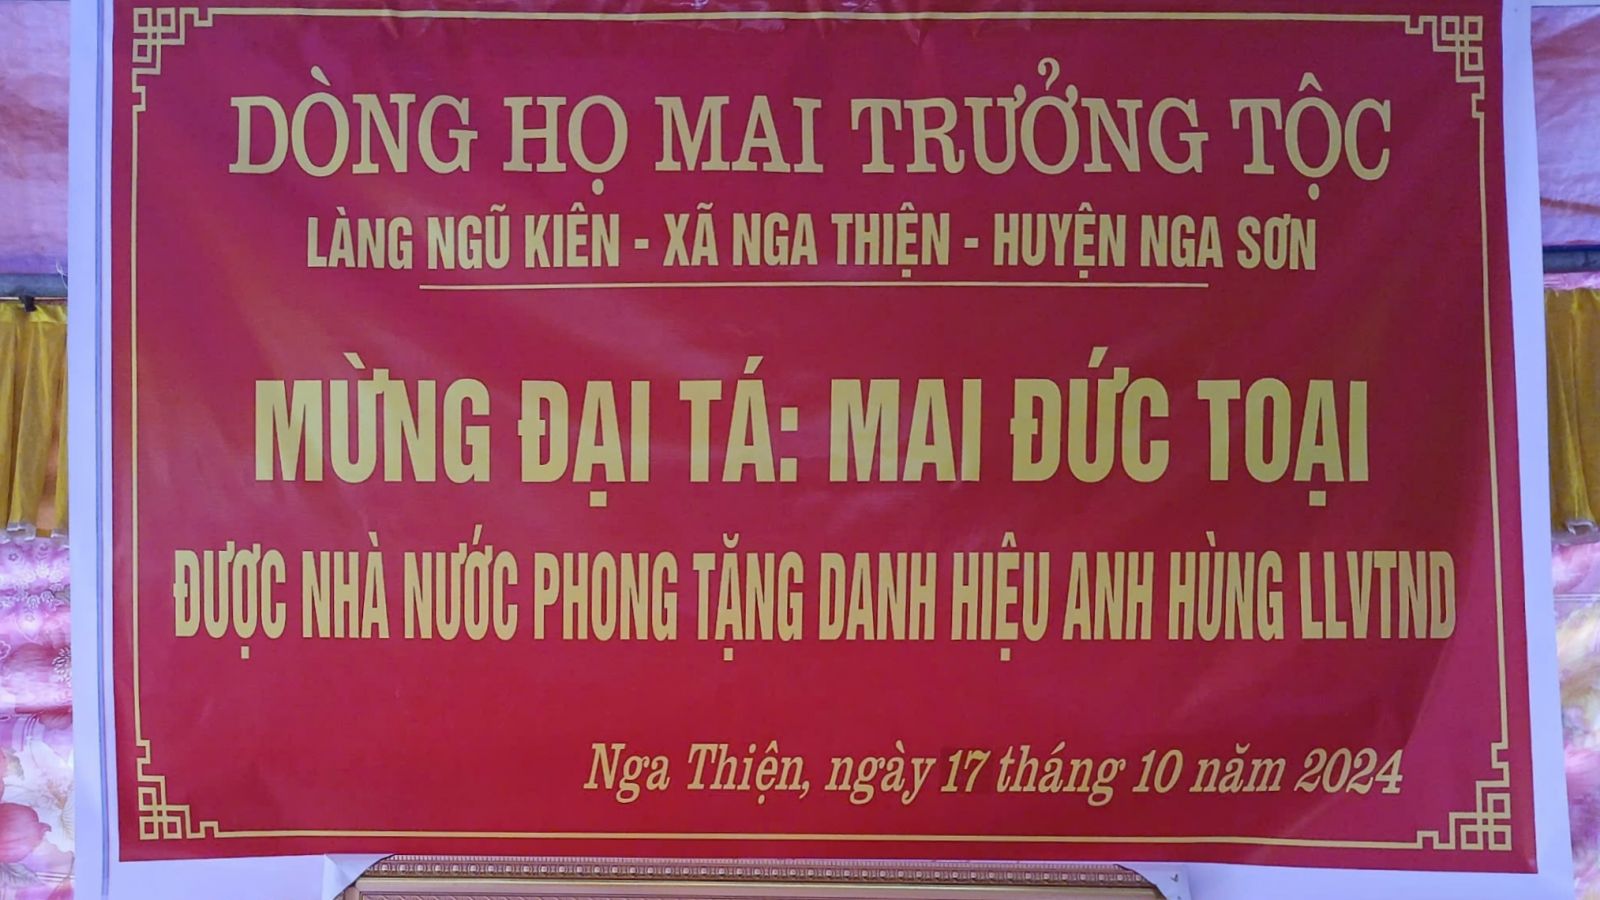 DÒNG HỌ MAI TRƯỞNG TỘC
LÀNG NGŨ KIÊN - XÃ NGA THIỆN - HUYỆN NGA SƠN
MỪNG ĐẠI TÁ: MAI ĐỨC TOẠI
ĐƯỢC NHÀ NƯỚC PHONG TẶNG DANH HIỆU ANH HÙNG LLVTND
Nga Thiện, ngày 17 tháng 10 năm 2024